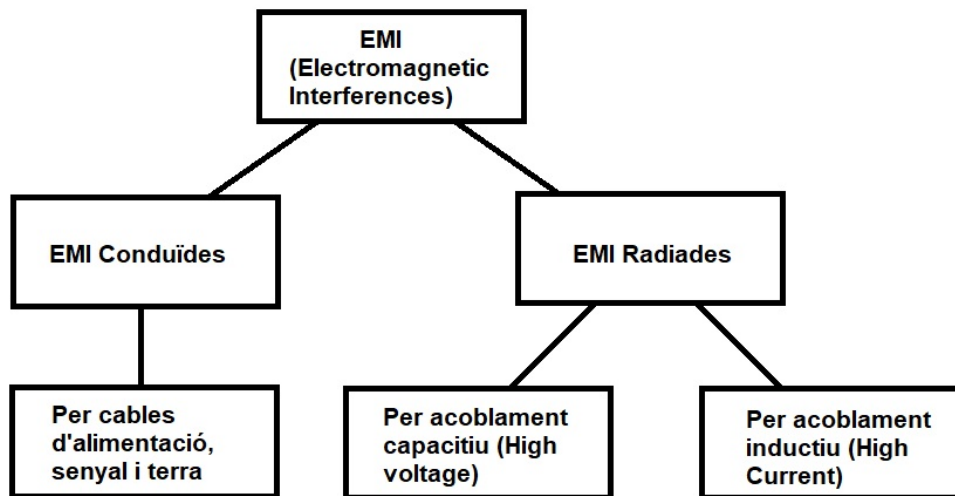 EMI
(Electromagnetic
Interferences)
EMI Conduïdes
EMI Radiades
Per cables
d'alimentació,
senyal i terra
Per acoblament
capacitiu (High
voltage)
Per acoblament
inductiu (High
Current)